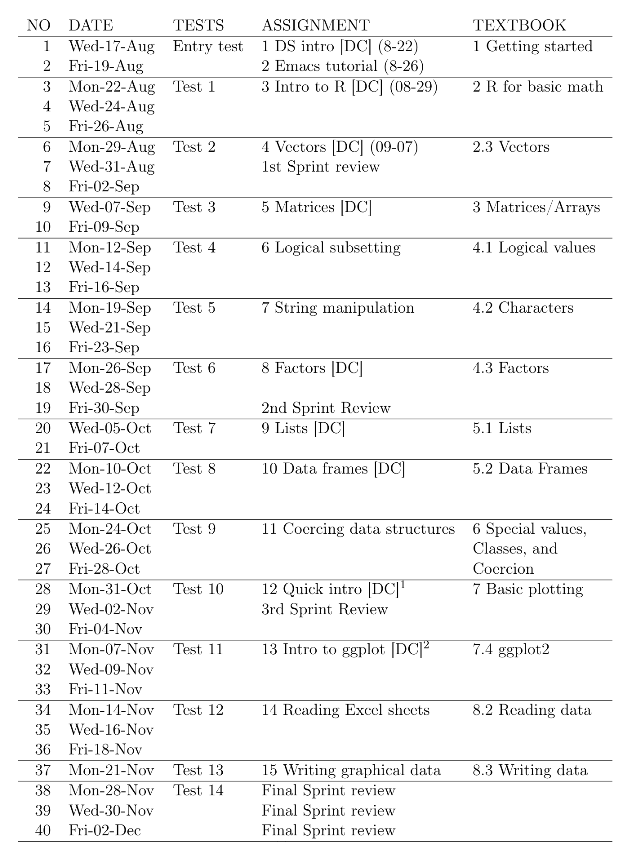 NO DATE TESTS ASSIGNMENT TEXTBOOK
1 Wed-17-Aug Entry test 1 DS intro [DC] (8-22) 1 Getting started
2 Fri-19-Aug 2 Emacs tutorial (8-26)
3 Mon-22-Aug Test 1 3 Intro to R [DC] (08-29) 2 R for basic math
4 Wed-24-Aug
5 Fri-26-Aug
6 Mon-29-Aug Test 2 4 Vectors [DC] (09-07) 2.3 Vectors
7 Wed-31-Aug 1st Sprint review
8 Fri-02-Sep
9 Wed-07-Sep Test 3 5 Matrices [DC] 3 Matrices/Arrays
10 Fri-09-Sep
11 Mon-12-Sep Test 4 6 Logical subsetting 4.1 Logical values
12 Wed-14-Sep
13 Fri-16-Sep
14 Mon-19-Sep Test 5 7 String manipulation 4.2 Characters
15 Wed-21-Sep
16 Fri-23-Sep
17 Mon-26-Sep Test 6 8 Factors [DC] 4.3 Factors
18 Wed-28-Sep
19 Fri-30-Sep 2nd Sprint Review
20 Wed-05-Oct Test 7 9 Lists [DC] 5.1 Lists
21 Fri-07-Oct
22 Mon-10-Oct Test 8 10 Data frames [DC] 5.2 Data Frames
23 Wed-12-Oct
24 Fri-14-Oct
25 Mon-24-Oct Test 9 11 Coercing data structures 6 Special values,
26 Wed-26-Oct Classes, and
27 Fri-28-Oct Coercion
28 Mon-31-Oct Test 10 12 Quick intro [DC]¹ 7 Basic plotting
29 Wed-02-Nov 3rd Sprint Review
30 Fri-04-Nov
31 Mon-07-Nov Test 11 13 Intro to ggplot [DC]² 7.4 ggplot2
32 Wed-09-Nov
33 Fri-11-Nov
34 Mon-14-Nov Test 12 14 Reading Excel sheets 8.2 Reading data
35 Wed-16-Nov
36 Fri-18-Nov
37 Mon-21-Nov Test 13 15 Writing graphical data 8.3 Writing data
38 Mon-28-Nov Test 14 Final Sprint review
39 Wed-30-Nov Final Sprint review
40 Fri-02-Dec Final Sprint review